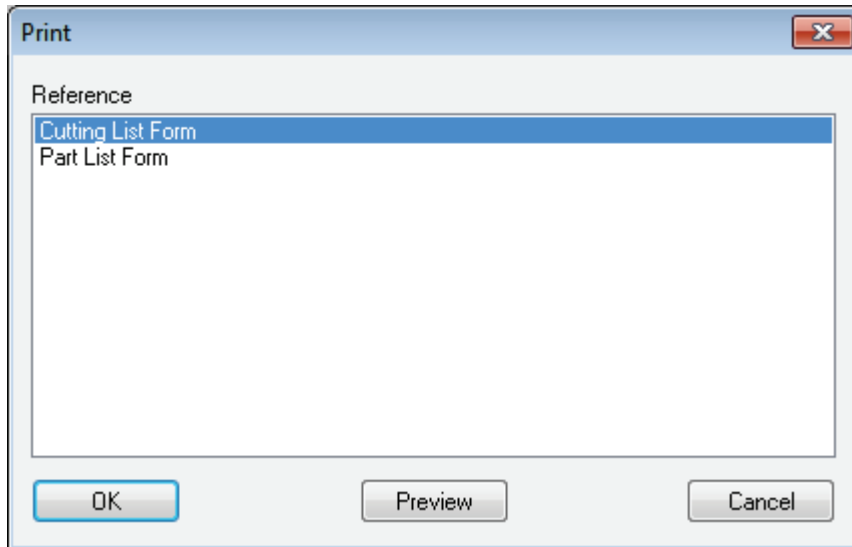 Print
Reference
Cutting List Form
Part List Form
OK
Preview
Cancel